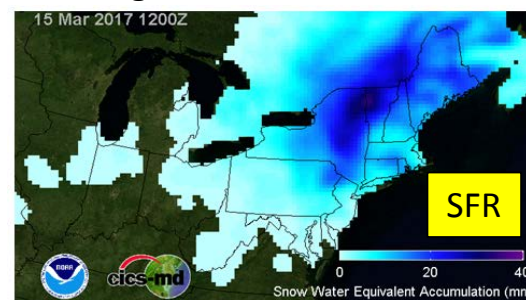 15 Mar 2017 1200Z
SFR
NOAA
cics-md
0 20 40
Snow Water Equivalent Accumulation (mm